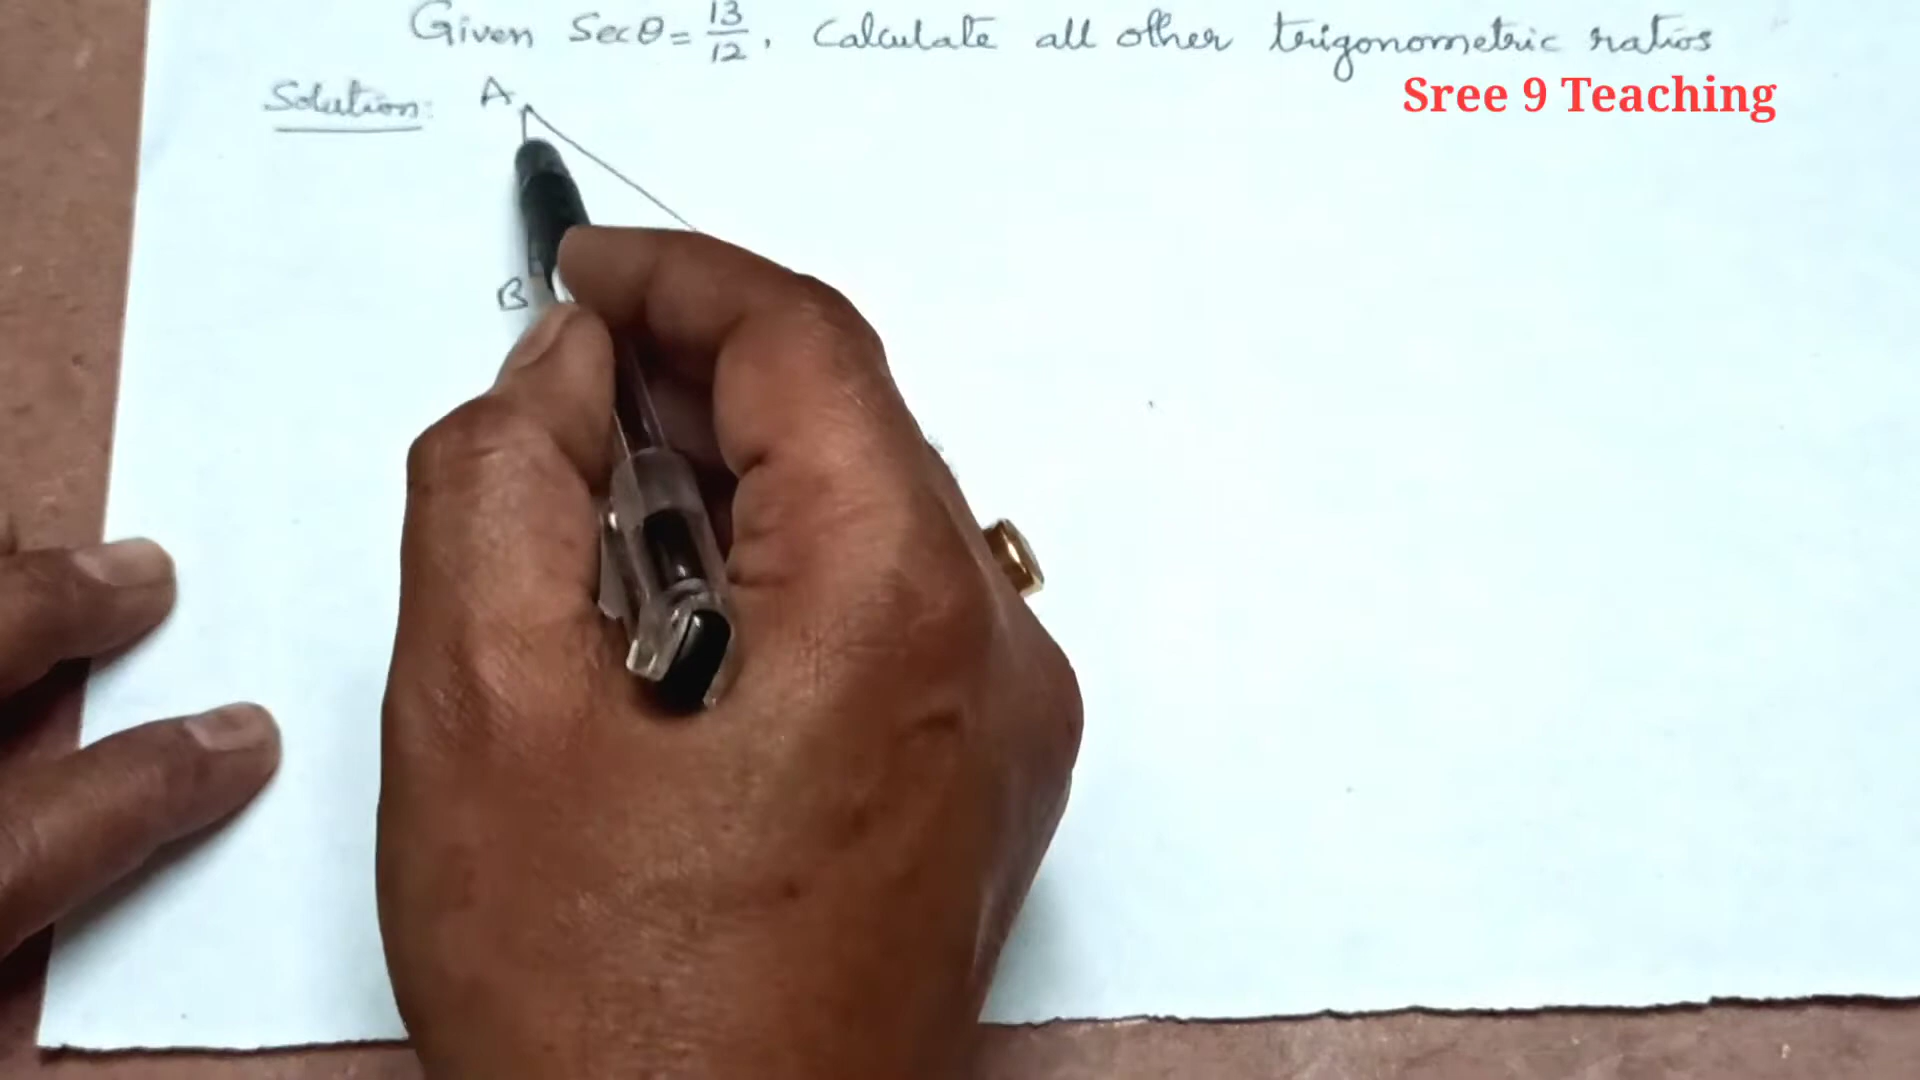 Given Secθ = 13/12, Calculate all other trigonometric ratios
Sree 9 Teaching
Solution: A
B